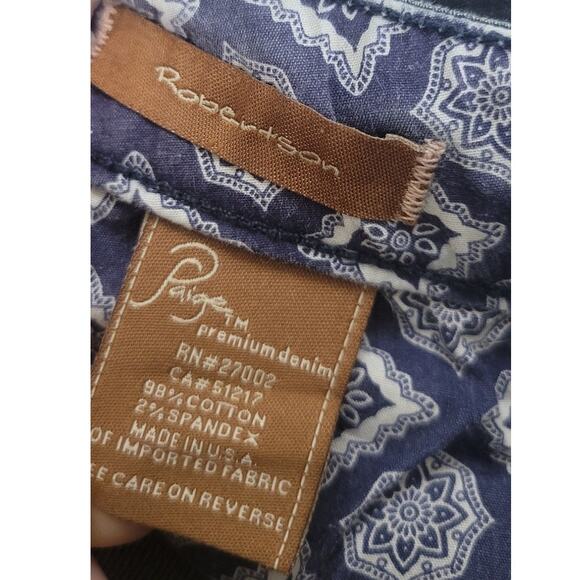 Robertson
Paige TM
premium denim
RN#27002
CA#51217
98% COTTON
2% SPANDEX
MADE IN U.S.A.
OF IMPORTED FABRIC
EE CARE ON REVERSE